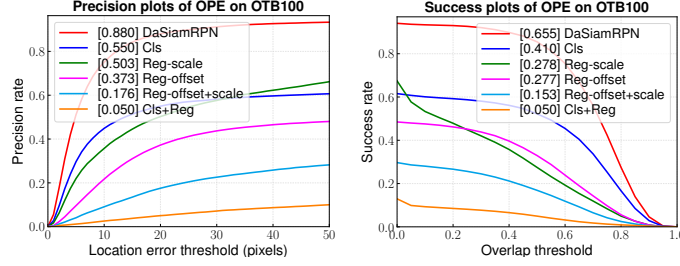 Precision plots of OPE on OTB100
Precision rate
0.8
0.6
0.4
0.2
0.0
[0.880] DaSiamRPN
[0.550] Cls
[0.503] Reg-scale
[0.373] Reg-offset
[0.176] Reg-offset+scale
[0.050] Cls+Reg
0 10 20 30 40 50
Location error threshold (pixels)
Success plots of OPE on OTB100
Success rate
0.8
0.6
0.4
0.2
0.0
[0.655] DaSiamRPN
[0.410] Cls
[0.278] Reg-scale
[0.277] Reg-offset
[0.153] Reg-offset+scale
[0.050] Cls+Reg
0.0 0.2 0.4 0.6 0.8 1.0
Overlap threshold